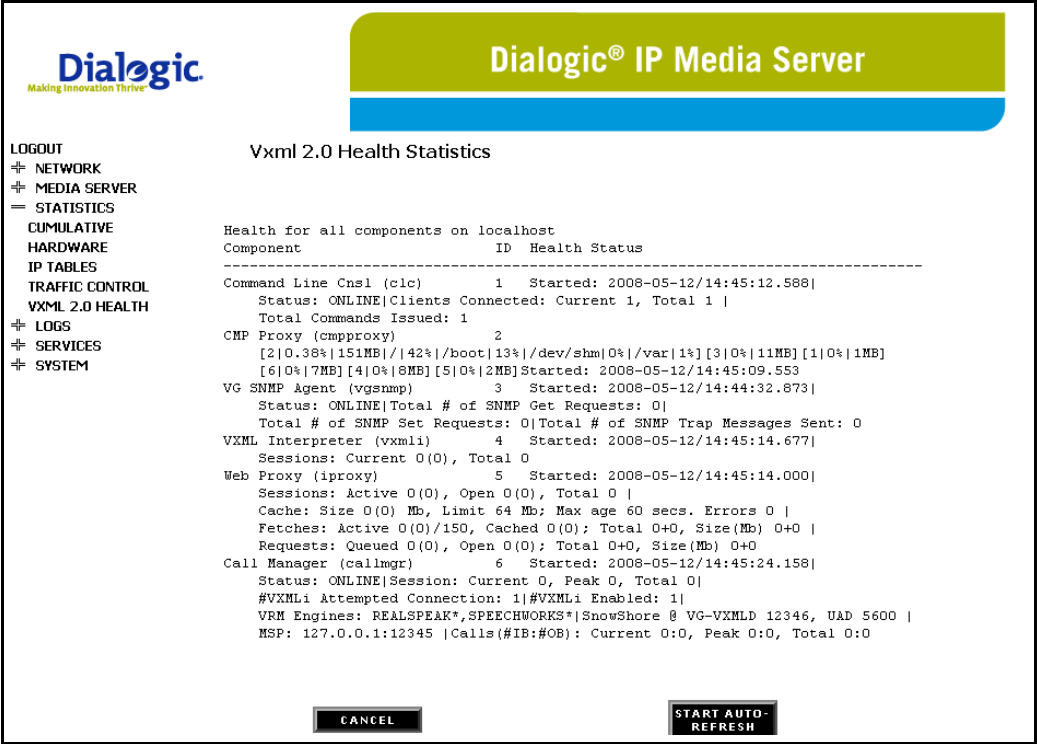 Dialogic.
Making Innovation Thrive™
Dialogic® IP Media Server
LOGOUT
NETWORK
MEDIA SERVER
STATISTICS
CUMULATIVE
HARDWARE
IP TABLES
TRAFFIC CONTROL
VXML 2.0 HEALTH
LOGS
SERVICES
SYSTEM
Vxml 2.0 Health Statistics
Health for all components on localhost
Component ID Health Status
--------------------------------------------------------------------------------
Command Line Cnsl (clc) 1 Started: 2008-05-12/14:45:12.588|
Status: ONLINE|Clients Connected: Current 1, Total 1 |
Total Commands Issued: 1
CMP Proxy (cmpproxy) 2
[2|0.38%|151MB|/|42%|/boot|13%|/dev/shm|0%|/var|1%][3|0%|11MB][1|0%|1MB]
[6|0%|7MB][4|0%|8MB][5|0%|2MB]Started: 2008-05-12/14:45:09.553
VG SNMP Agent (vgsnmp) 3 Started: 2008-05-12/14:44:32.873|
Status: ONLINE|Total # of SNMP Get Requests: 0|
Total # of SNMP Set Requests: 0|Total # of SNMP Trap Messages Sent: 0
VXML Interpreter (vxmli) 4 Started: 2008-05-12/14:45:14.677|
Sessions: Current 0(0), Total 0
Web Proxy (iproxy) 5 Started: 2008-05-12/14:45:14.000|
Sessions: Active 0(0), Open 0(0), Total 0 |
Cache: Size 0(0) Mb, Limit 64 Mb; Max age 60 secs. Errors 0 |
Fetches: Active 0(0)/150, Cached 0(0); Total 0+0, Size(Mb) 0+0 |
Requests: Queued 0(0), Open 0(0); Total 0+0, Size(Mb) 0+0
Call Manager (callmgr) 6 Started: 2008-05-12/14:45:24.158|
Status: ONLINE|Session: Current 0, Peak 0, Total 0|
#VXMLi Attempted Connection: 1|#VXMLi Enabled: 1|
VRM Engines: REALSPEAK*,SPEECHWORKS*|SnowShore @ VG-VXMLD 12346, UAD 5600 |
MSP: 127.0.0.1:12345 |Calls(#IB:#OB): Current 0:0, Peak 0:0, Total 0:0
CANCEL
START AUTO-
REFRESH